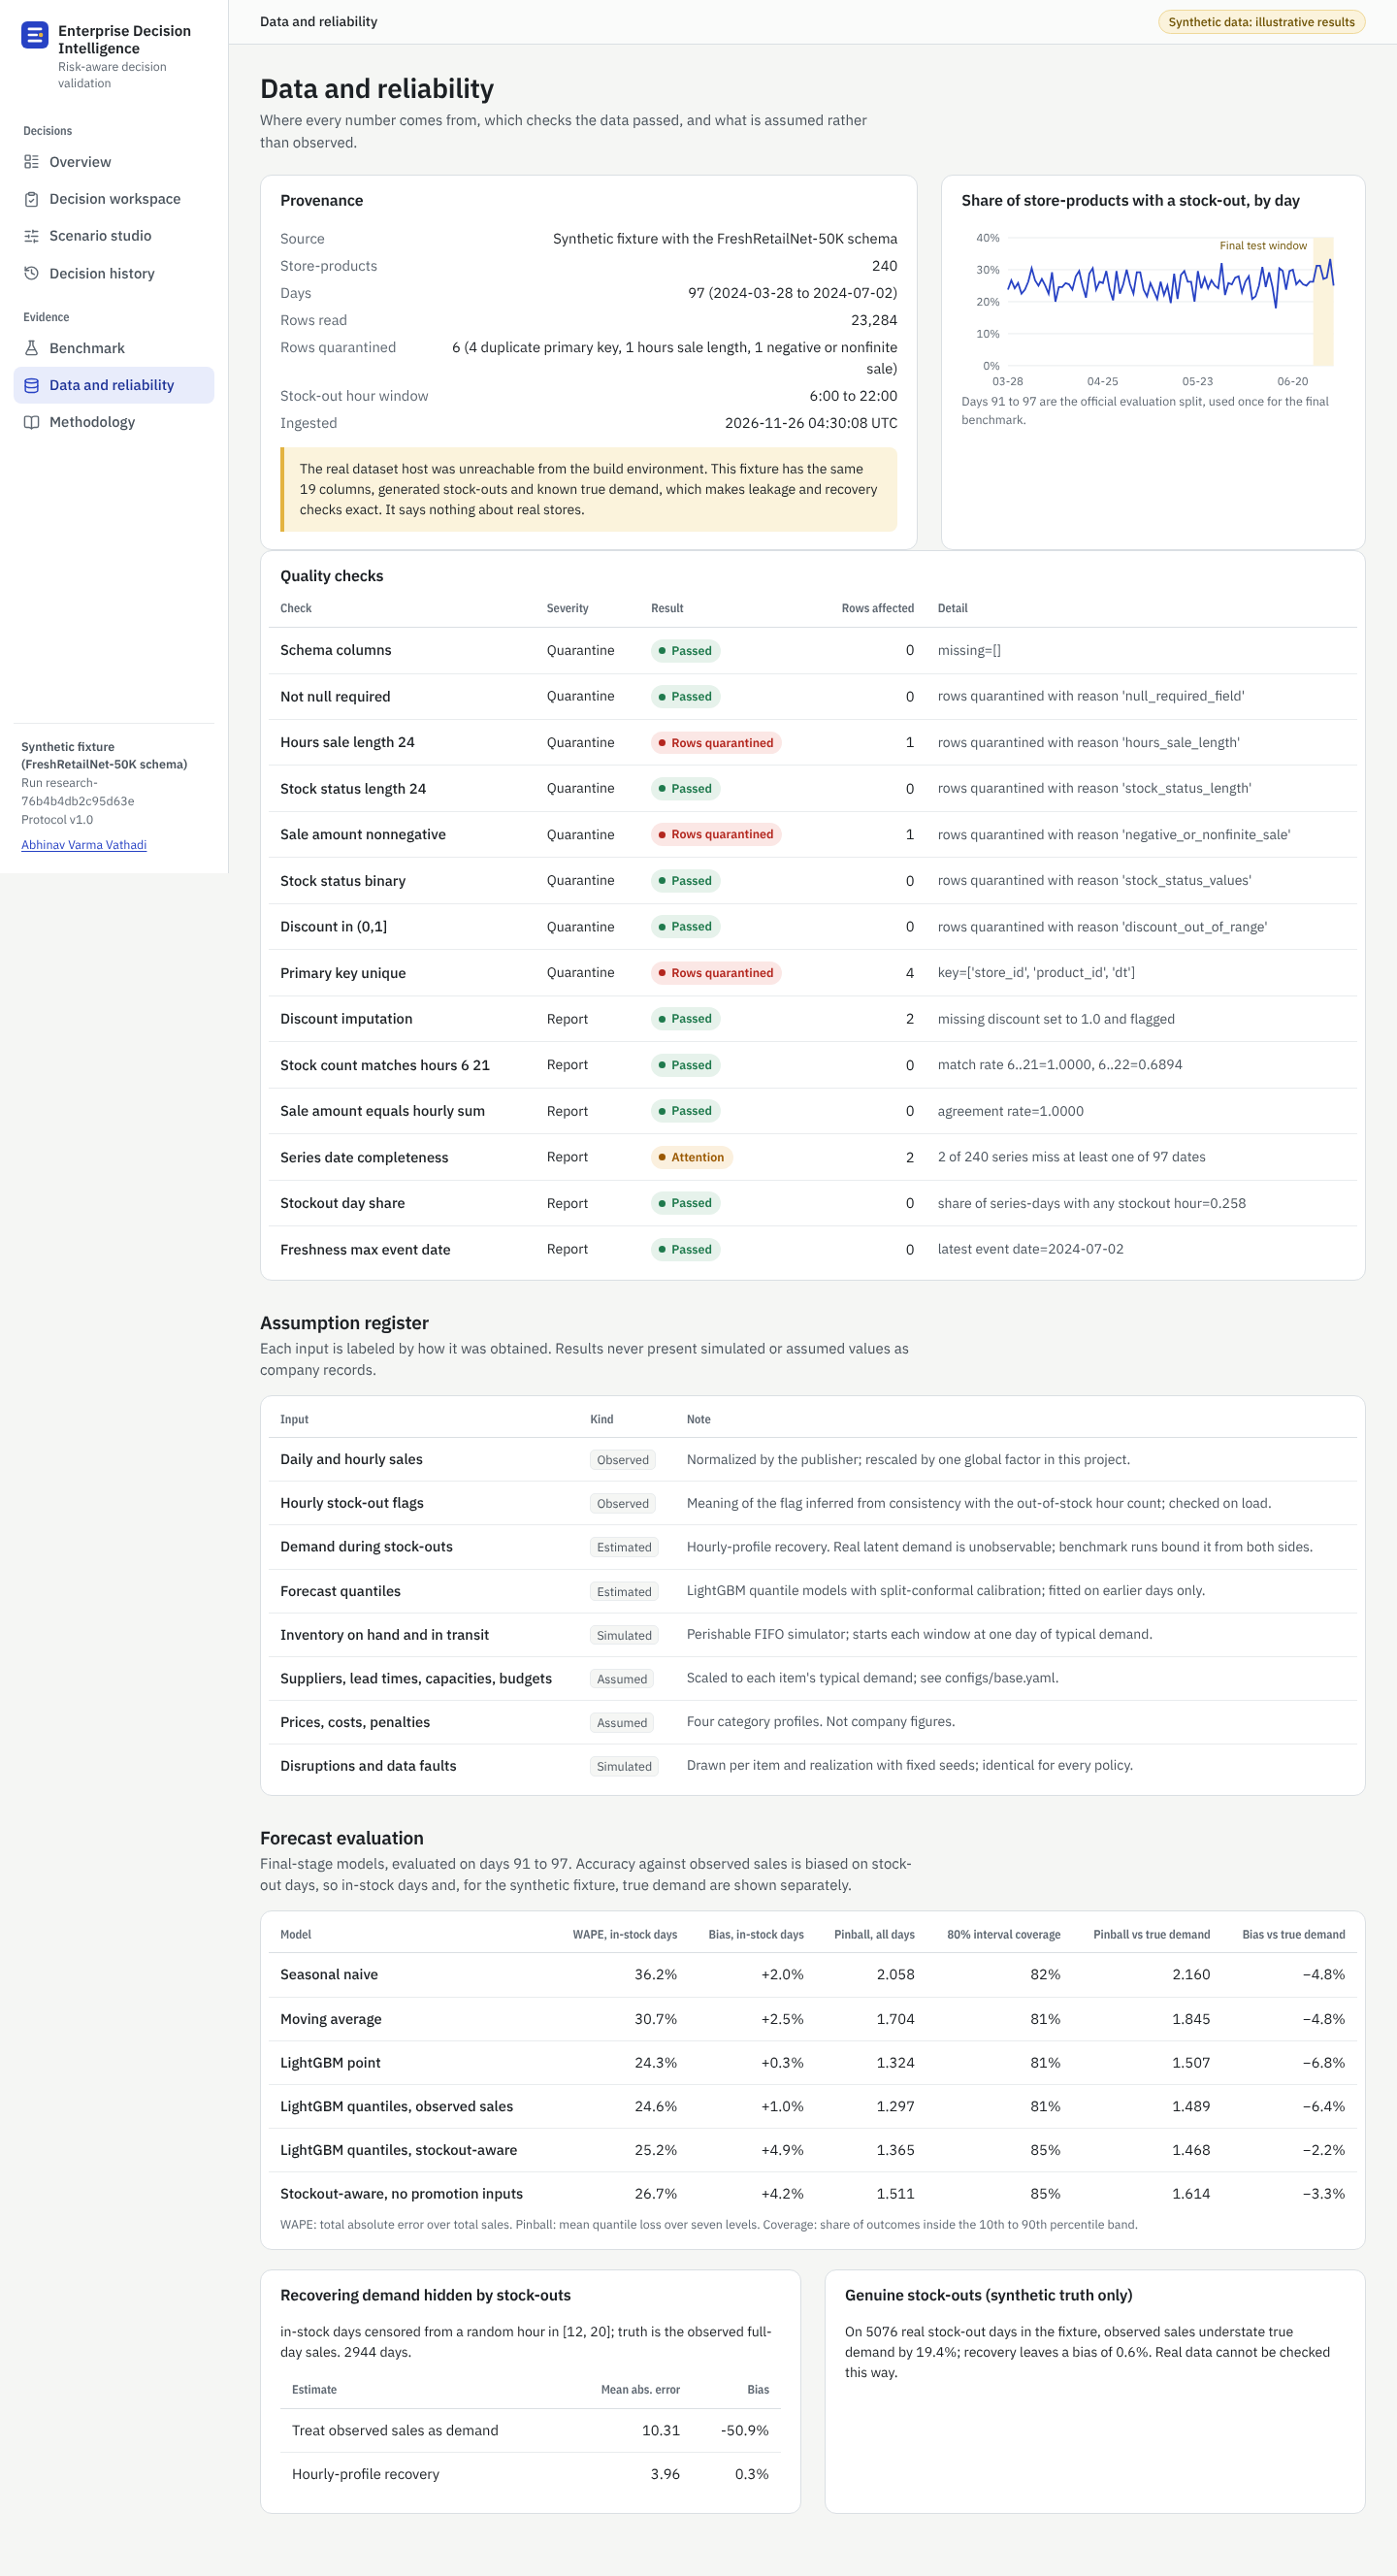 Enterprise Decision
Intelligence
Risk-aware decision
validation
Decisions
Overview
Decision workspace
Scenario studio
Decision history
Evidence
Benchmark
Data and reliability
Methodology
Synthetic fixture
(FreshRetailNet-50K schema)
Run research-
76b4b4db2c95d63e
Protocol v1.0
Abhinav Varma Vathadi
Data and reliability
Synthetic data: illustrative results
Data and reliability
Where every number comes from, which checks the data passed, and what is assumed rather
than observed.
Provenance
Source Synthetic fixture with the FreshRetailNet-50K schema
Store-products 240
Days 97 (2024-03-28 to 2024-07-02)
Rows read 23,284
Rows quarantined 6 (4 duplicate primary key, 1 hours sale length, 1 negative or nonfinite
sale)
Stock-out hour window 6:00 to 22:00
Ingested 2026-11-26 04:30:08 UTC
The real dataset host was unreachable from the build environment. This fixture has the same
19 columns, generated stock-outs and known true demand, which makes leakage and recovery
checks exact. It says nothing about real stores.
Share of store-products with a stock-out, by day
40%
Final test window
30%
20%
10%
0%
03-28 04-25 05-23 06-20
Days 91 to 97 are the official evaluation split, used once for the final
benchmark.
Quality checks
Check Severity Result Rows affected Detail
Schema columns Quarantine Passed 0 missing=[]
Not null required Quarantine Passed 0 rows quarantined with reason 'null_required_field'
Hours sale length 24 Quarantine Rows quarantined 1 rows quarantined with reason 'hours_sale_length'
Stock status length 24 Quarantine Passed 0 rows quarantined with reason 'stock_status_length'
Sale amount nonnegative Quarantine Rows quarantined 1 rows quarantined with reason 'negative_or_nonfinite_sale'
Stock status binary Quarantine Passed 0 rows quarantined with reason 'stock_status_values'
Discount in (0,1] Quarantine Passed 0 rows quarantined with reason 'discount_out_of_range'
Primary key unique Quarantine Rows quarantined 4 key=['store_id', 'product_id', 'dt']
Discount imputation Report Passed 2 missing discount set to 1.0 and flagged
Stock count matches hours 6 21 Report Passed 0 match rate 6..21=1.0000, 6..22=0.6894
Sale amount equals hourly sum Report Passed 0 agreement rate=1.0000
Series date completeness Report Attention 2 2 of 240 series miss at least one of 97 dates
Stockout day share Report Passed 0 share of series-days with any stockout hour=0.258
Freshness max event date Report Passed 0 latest event date=2024-07-02
Assumption register
Each input is labeled by how it was obtained. Results never present simulated or assumed values as
company records.
Input Kind Note
Daily and hourly sales Observed Normalized by the publisher; rescaled by one global factor in this project.
Hourly stock-out flags Observed Meaning of the flag inferred from consistency with the out-of-stock hour count; checked on load.
Demand during stock-outs Estimated Hourly-profile recovery. Real latent demand is unobservable; benchmark runs bound it from both sides.
Forecast quantiles Estimated LightGBM quantile models with split-conformal calibration; fitted on earlier days only.
Inventory on hand and in transit Simulated Perishable FIFO simulator; starts each window at one day of typical demand.
Suppliers, lead times, capacities, budgets Assumed Scaled to each item's typical demand; see configs/base.yaml.
Prices, costs, penalties Assumed Four category profiles. Not company figures.
Disruptions and data faults Simulated Drawn per item and realization with fixed seeds; identical for every policy.
Forecast evaluation
Final-stage models, evaluated on days 91 to 97. Accuracy against observed sales is biased on stock-
out days, so in-stock days and, for the synthetic fixture, true demand are shown separately.
Model WAPE, in-stock days Bias, in-stock days Pinball, all days 80% interval coverage Pinball vs true demand Bias vs true demand
Seasonal naive 36.2% +2.0% 2.058 82% 2.160 −4.8%
Moving average 30.7% +2.5% 1.704 81% 1.845 −4.8%
LightGBM point 24.3% +0.3% 1.324 81% 1.507 −6.8%
LightGBM quantiles, observed sales 24.6% +1.0% 1.297 81% 1.489 −6.4%
LightGBM quantiles, stockout-aware 25.2% +4.9% 1.365 85% 1.468 −2.2%
Stockout-aware, no promotion inputs 26.7% +4.2% 1.511 85% 1.614 −3.3%
WAPE: total absolute error over total sales. Pinball: mean quantile loss over seven levels. Coverage: share of outcomes inside the 10th to 90th percentile band.
Recovering demand hidden by stock-outs
in-stock days censored from a random hour in [12, 20]; truth is the observed full-
day sales. 2944 days.
Estimate Mean abs. error Bias
Treat observed sales as demand 10.31 -50.9%
Hourly-profile recovery 3.96 0.3%
Genuine stock-outs (synthetic truth only)
On 5076 real stock-out days in the fixture, observed sales understate true
demand by 19.4%; recovery leaves a bias of 0.6%. Real data cannot be checked
this way.